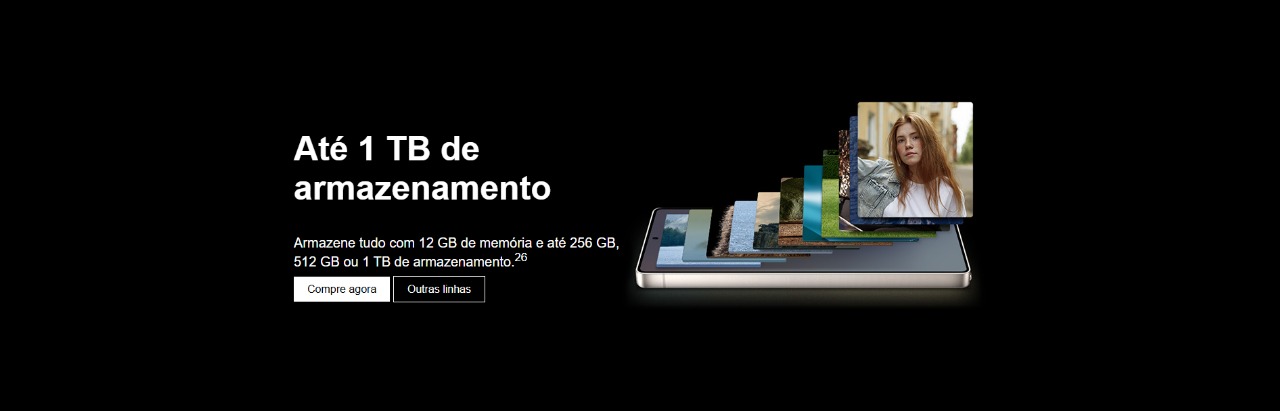 Até 1 TB de
armazenamento
Armazene tudo com 12 GB de memória e até 256 GB,
512 GB ou 1 TB de armazenamento.26
Compre agora
Outras linhas